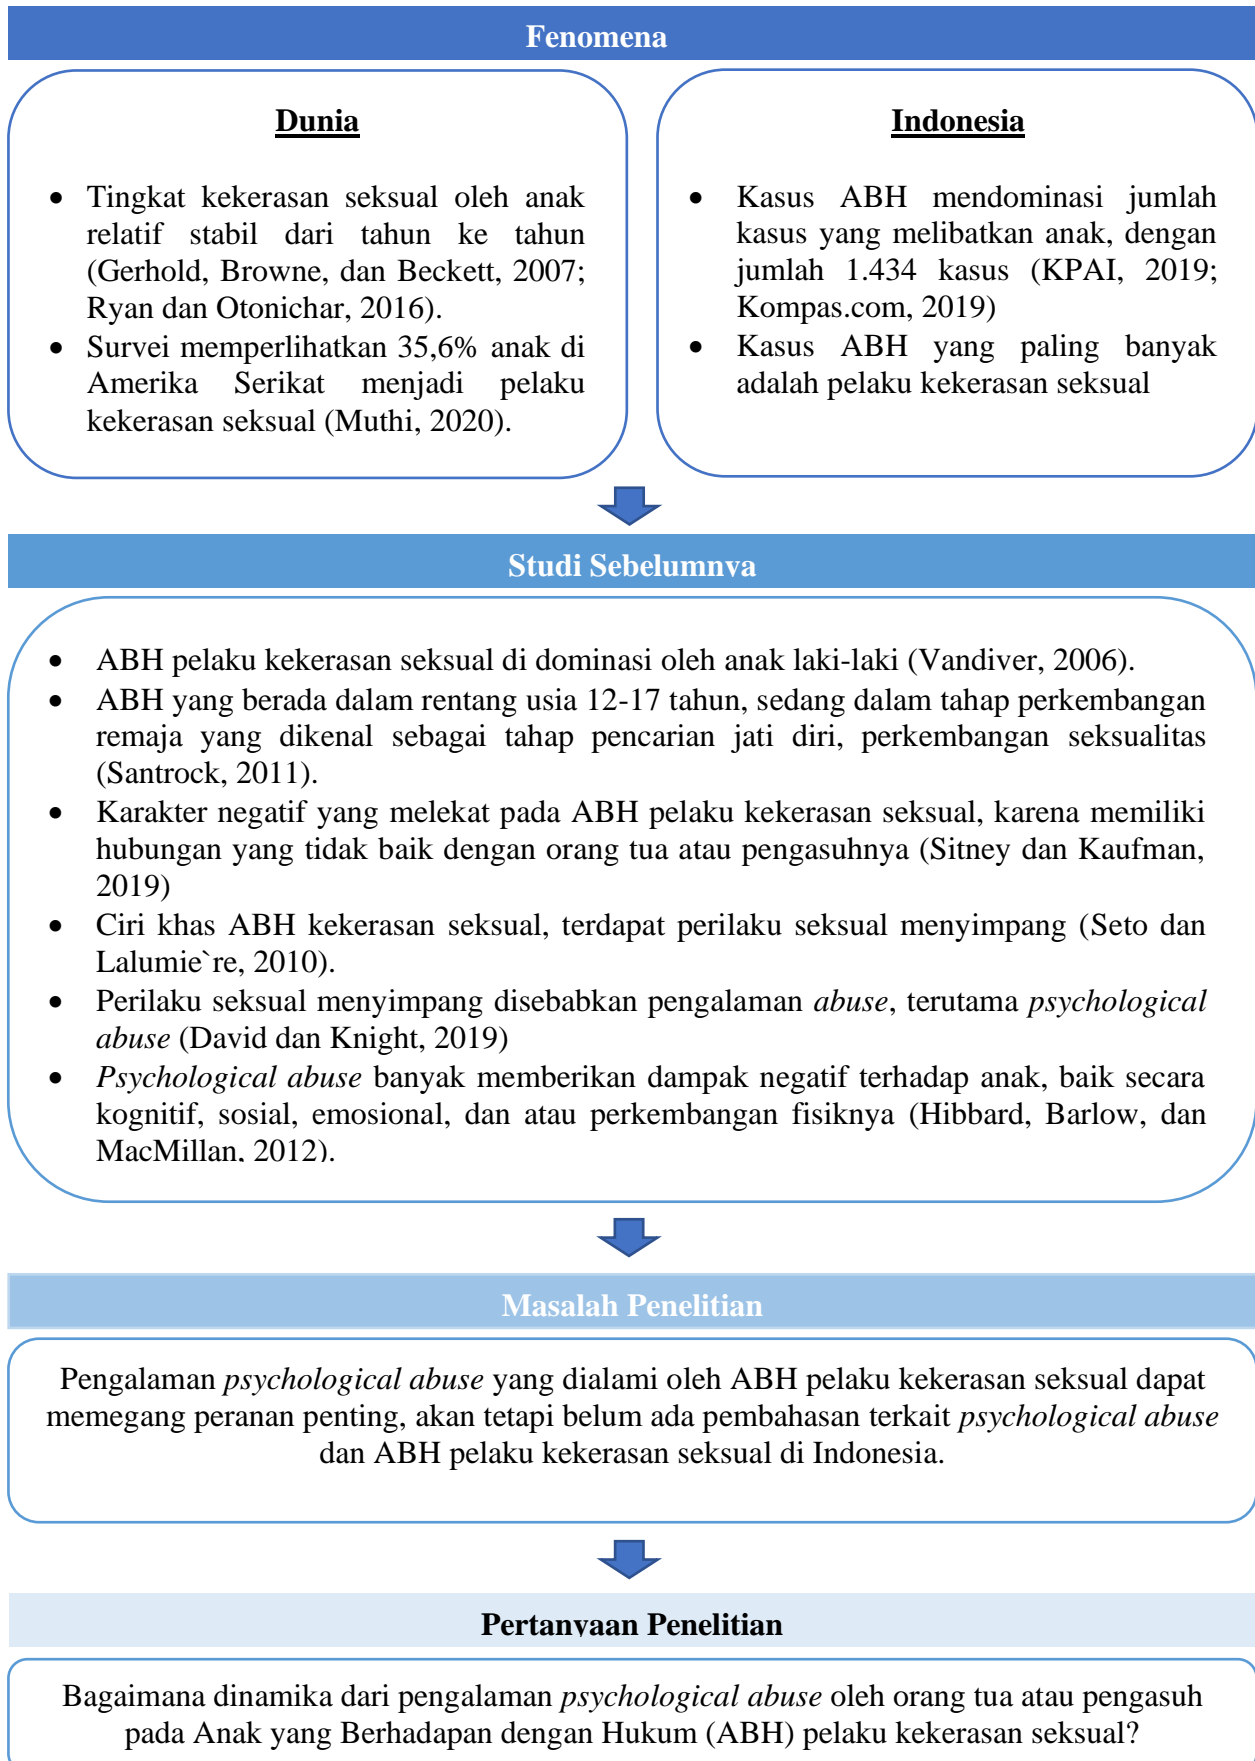 Fenomena
Dunia
• Tingkat kekerasan seksual oleh anak
relatif stabil dari tahun ke tahun
(Gerhold, Browne, dan Beckett, 2007;
Ryan dan Otonichar, 2016).
• Survei memperlihatkan 35,6% anak di
Amerika Serikat menjadi pelaku
kekerasan seksual (Muthi, 2020).
Indonesia
• Kasus ABH mendominasi jumlah
kasus yang melibatkan anak, dengan
jumlah 1.434 kasus (KPAI, 2019;
Kompas.com, 2019)
• Kasus ABH yang paling banyak
adalah pelaku kekerasan seksual
Studi Sebelumnya
• ABH pelaku kekerasan seksual di dominasi oleh anak laki-laki (Vandiver, 2006).
• ABH yang berada dalam rentang usia 12-17 tahun, sedang dalam tahap perkembangan
remaja yang dikenal sebagai tahap pencarian jati diri, perkembangan seksualitas
(Santrock, 2011).
• Karakter negatif yang melekat pada ABH pelaku kekerasan seksual, karena memiliki
hubungan yang tidak baik dengan orang tua atau pengasuhnya (Sitney dan Kaufman,
2019)
• Ciri khas ABH kekerasan seksual, terdapat perilaku seksual menyimpang (Seto dan
Lalumie`re, 2010).
• Perilaku seksual menyimpang disebabkan pengalaman abuse, terutama psychological
abuse (David dan Knight, 2019)
• Psychological abuse banyak memberikan dampak negatif terhadap anak, baik secara
kognitif, sosial, emosional, dan atau perkembangan fisiknya (Hibbard, Barlow, dan
MacMillan, 2012).
Masalah Penelitian
Pengalaman psychological abuse yang dialami oleh ABH pelaku kekerasan seksual dapat
memegang peranan penting, akan tetapi belum ada pembahasan terkait psychological abuse
dan ABH pelaku kekerasan seksual di Indonesia.
Pertanyaan Penelitian
Bagaimana dinamika dari pengalaman psychological abuse oleh orang tua atau pengasuh
pada Anak yang Berhadapan dengan Hukum (ABH) pelaku kekerasan seksual?